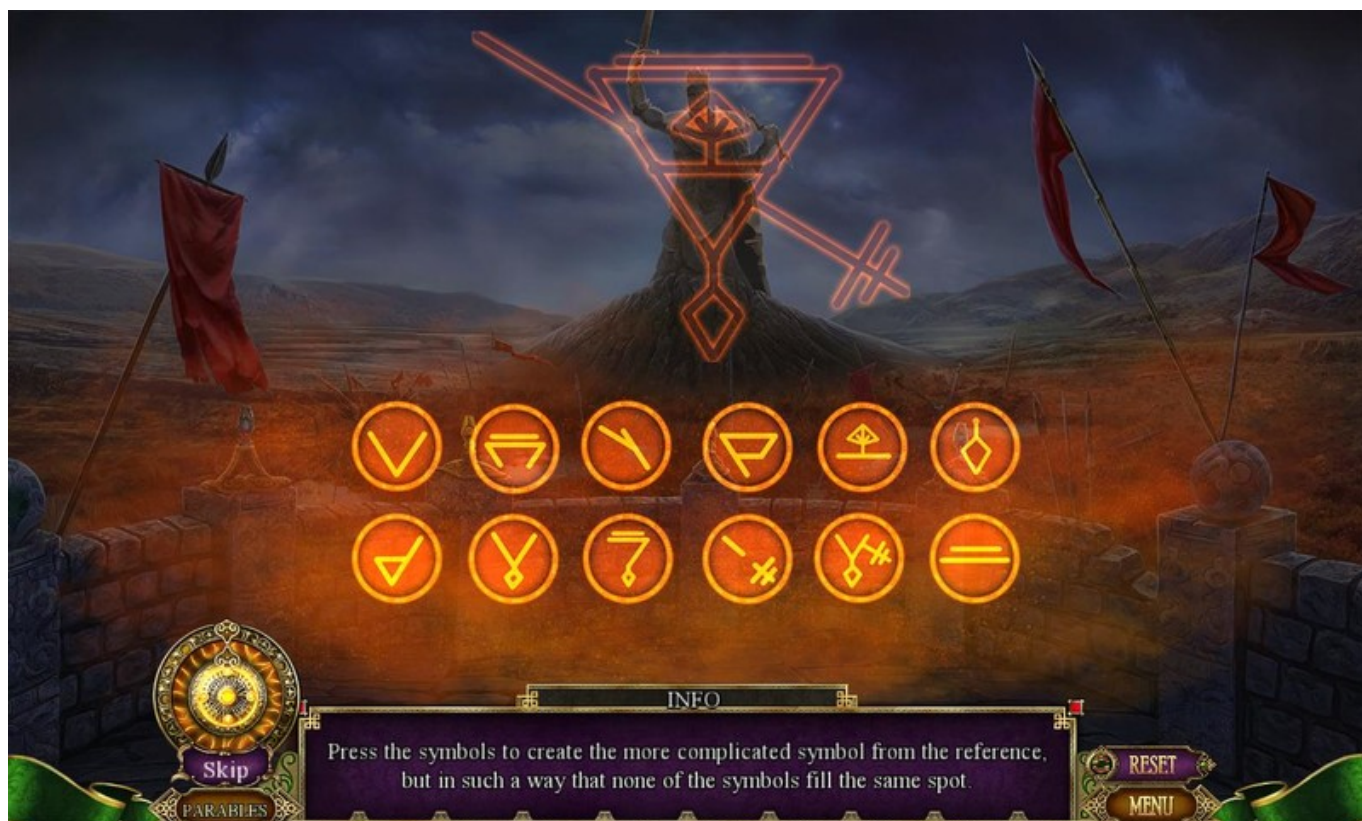 INFO
Press the symbols to create the more complicated symbol from the reference,
but in such a way that none of the symbols fill the same spot.
Skip
PARABLES
RESET
MENU